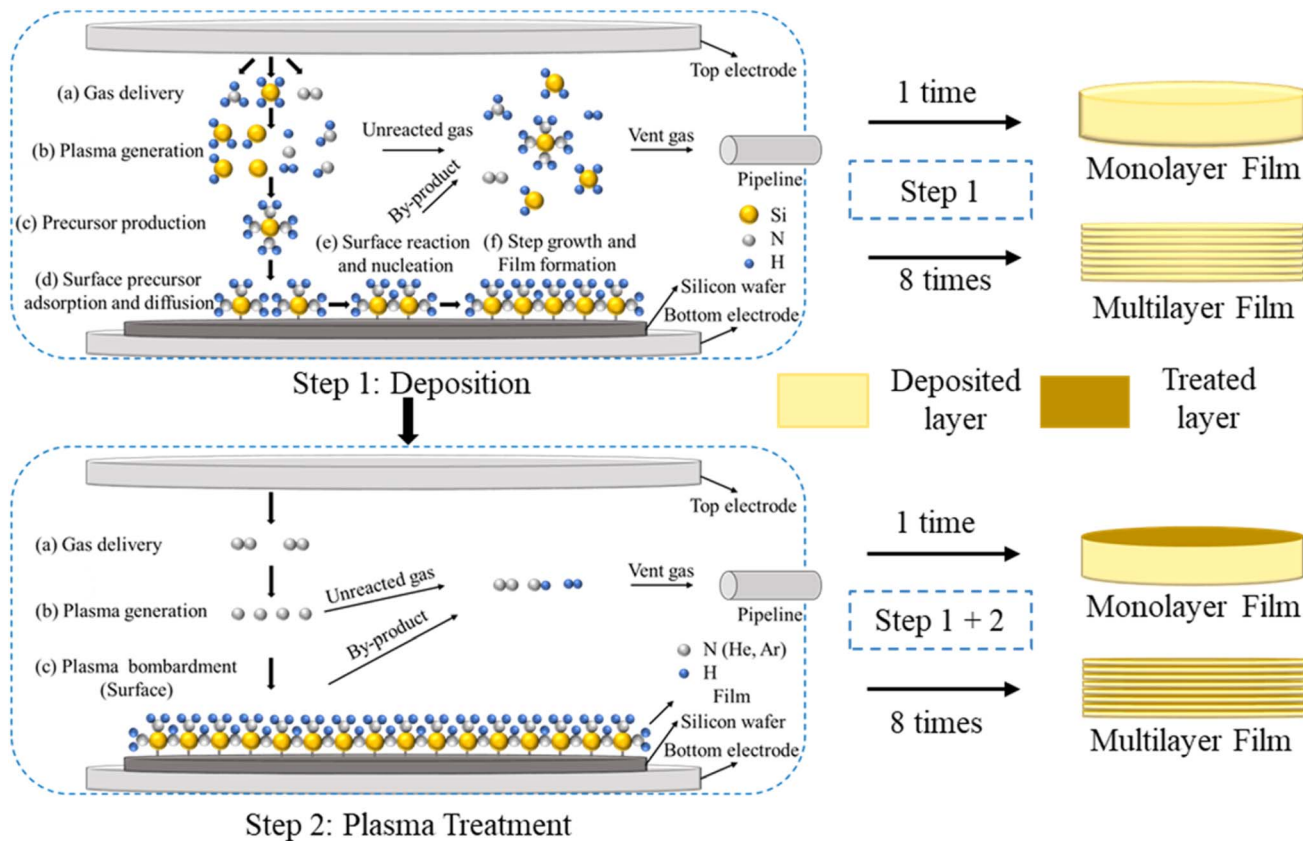 Top electrode
(a) Gas delivery
(b) Plasma generation
Unreacted gas
By-product
Vent gas
Pipeline
Si
N
H
(c) Precursor production
(d) Surface precursor
adsorption and diffusion
(e) Surface reaction
and nucleation
(f) Step growth and
Film formation
Silicon wafer
Bottom electrode
Step 1: Deposition
1 time
Step 1
8 times
Monolayer Film
Multilayer Film
Deposited
layer
Treated
layer
Top electrode
(a) Gas delivery
(b) Plasma generation
Unreacted gas
By-product
Vent gas
Pipeline
(c) Plasma bombardment
(Surface)
N (He, Ar)
H
Film
Silicon wafer
Bottom electrode
Step 2: Plasma Treatment
1 time
Step 1 + 2
8 times
Monolayer Film
Multilayer Film